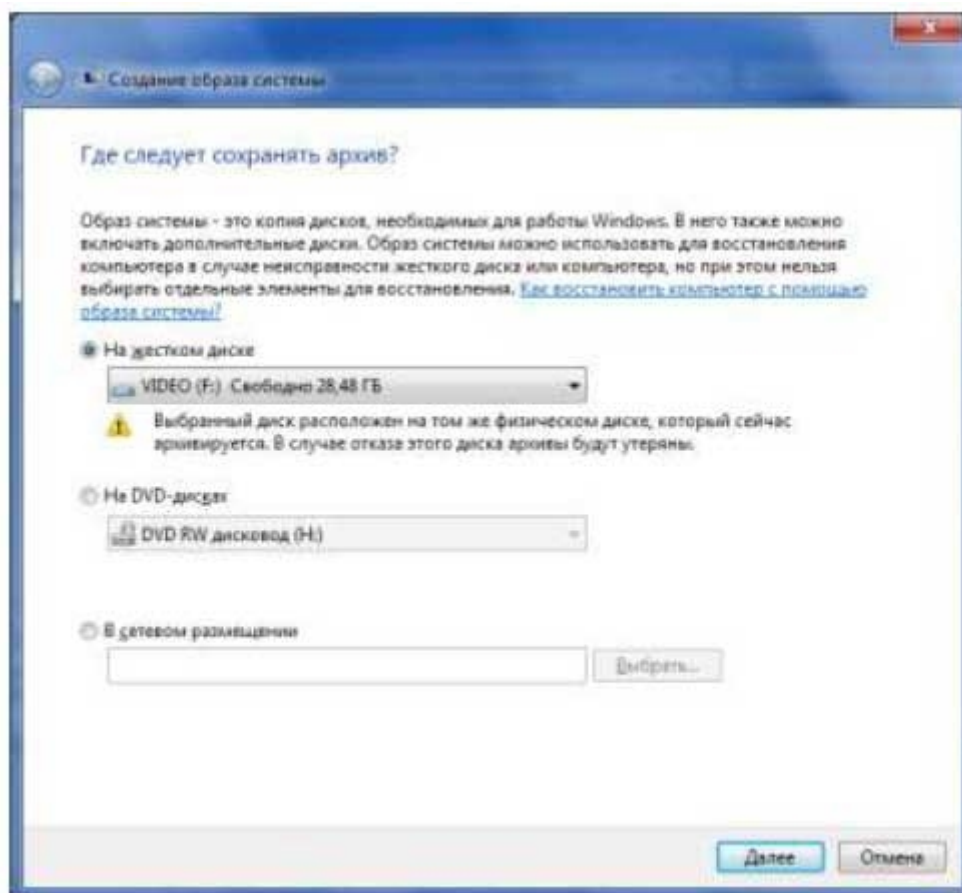 Создание образа системы
Где следует сохранять архив?
Образ системы - это копия дисков, необходимых для работы Windows. В него также можно
включать дополнительные диски. Образ системы можно использовать для восстановления
компьютера в случае неисправности жесткого диска или компьютера, но при этом нельзя
выбирать отдельные элементы для восстановления. Как восстановить компьютер с помощью
образа системы?
На жестком диске
VIDEO (F:) Свободно 28,48 ГБ
Выбранный диск расположен на том же физическом диске, который сейчас
архивируется. В случае отказа этого диска архивы будут утеряны.
На DVD-дисках
DVD RW дисковод (H:)
В сетевом размещении
Выбрать...
Далее Отмена